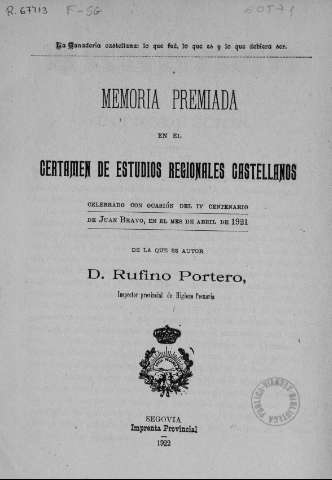 R. 67713 F-SG
La Ganadería castellana: lo que fué, lo que es y lo que debiera ser.
MEMORIA PREMIADA
EN EL
CERTAMEN DE ESTUDIOS REGIONALES CASTELLANOS
CELEBRADO CON OCASIÓN DEL IV CENTENARIO
DE JUAN BRAVO, EN EL MES DE ABRIL DE 1921
DE LA QUE ES AUTOR
D. Rufino Portero,
Inspector provincial de Higiene Pecuaria
SEGOVIA
Imprenta Provincial
1922